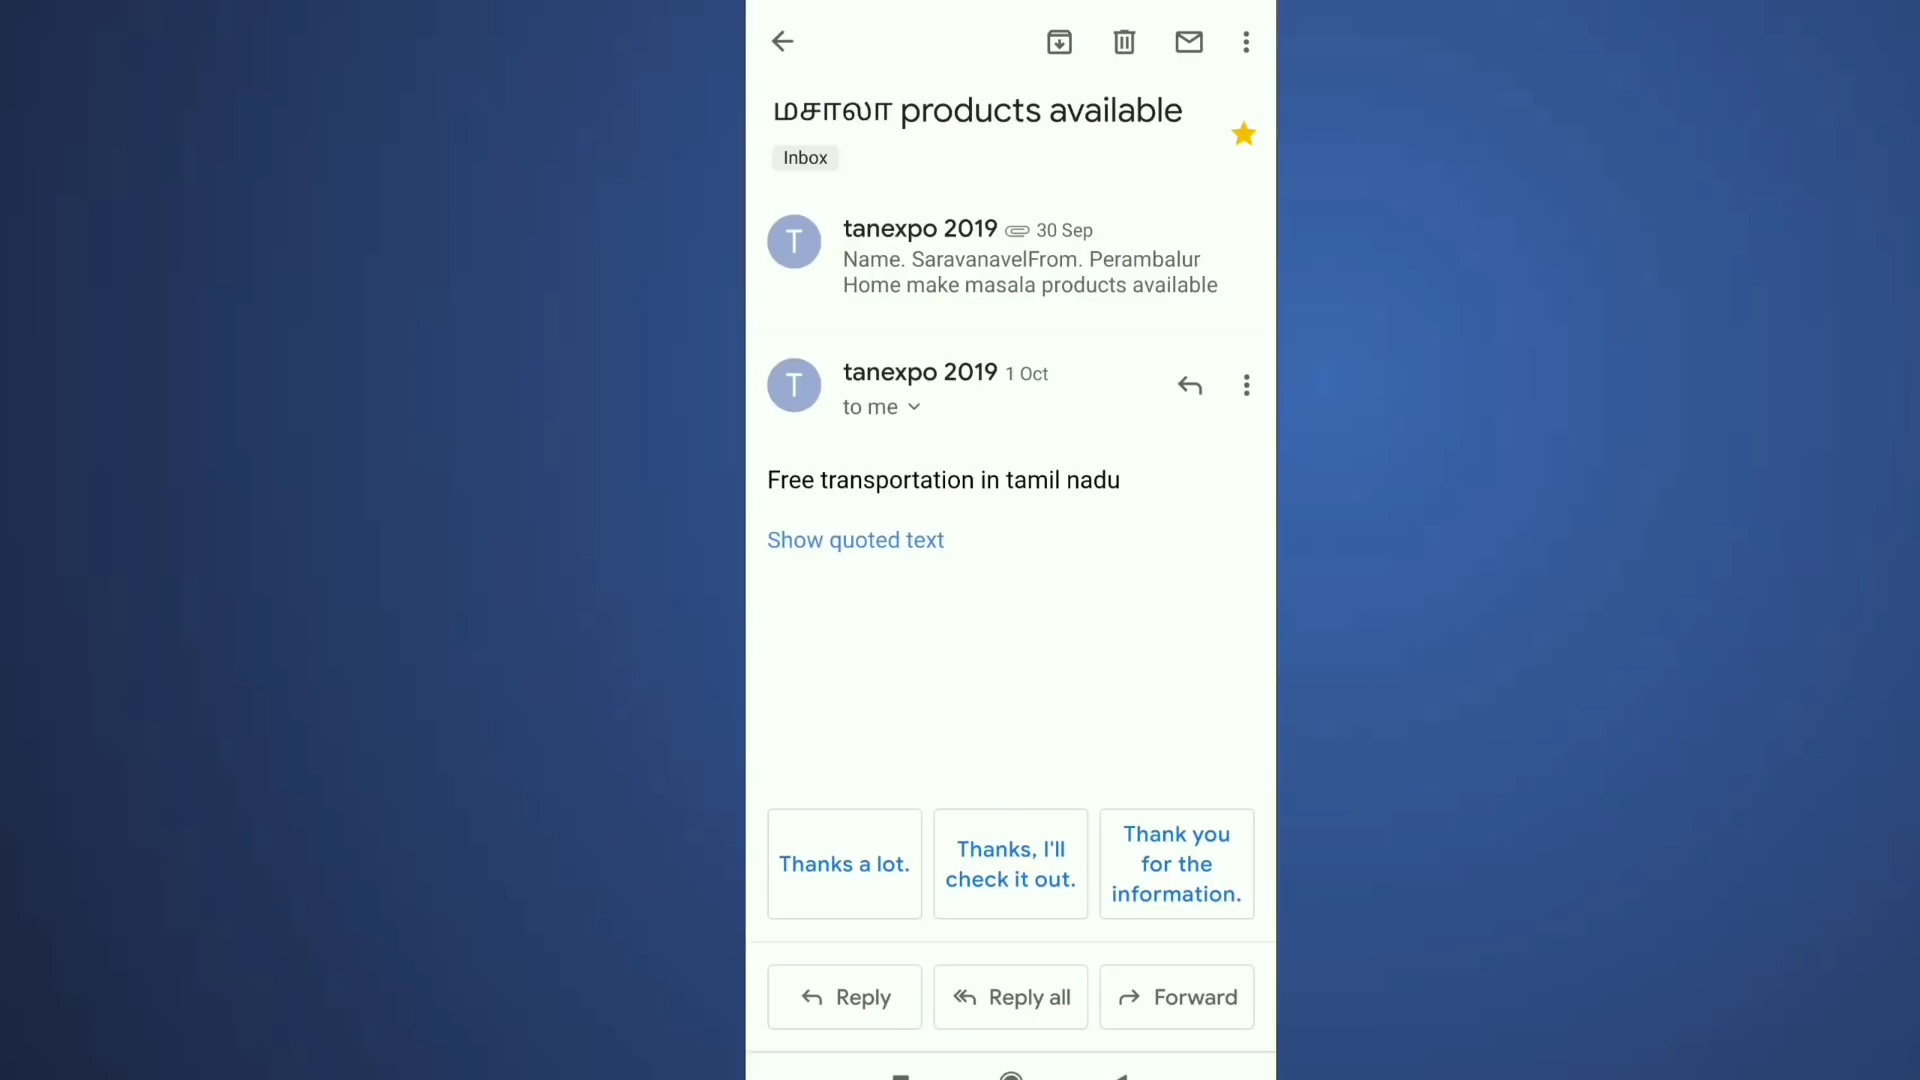 மசாலா products available
Inbox
T
tanexpo 2019 30 Sep
Name. SaravanavelFrom. Perambalur
Home make masala products available
T
tanexpo 2019 1 Oct
to me
Free transportation in tamil nadu
Show quoted text
Thanks a lot.
Thanks, I'll
check it out.
Thank you
for the
information.
Reply
Reply all
Forward